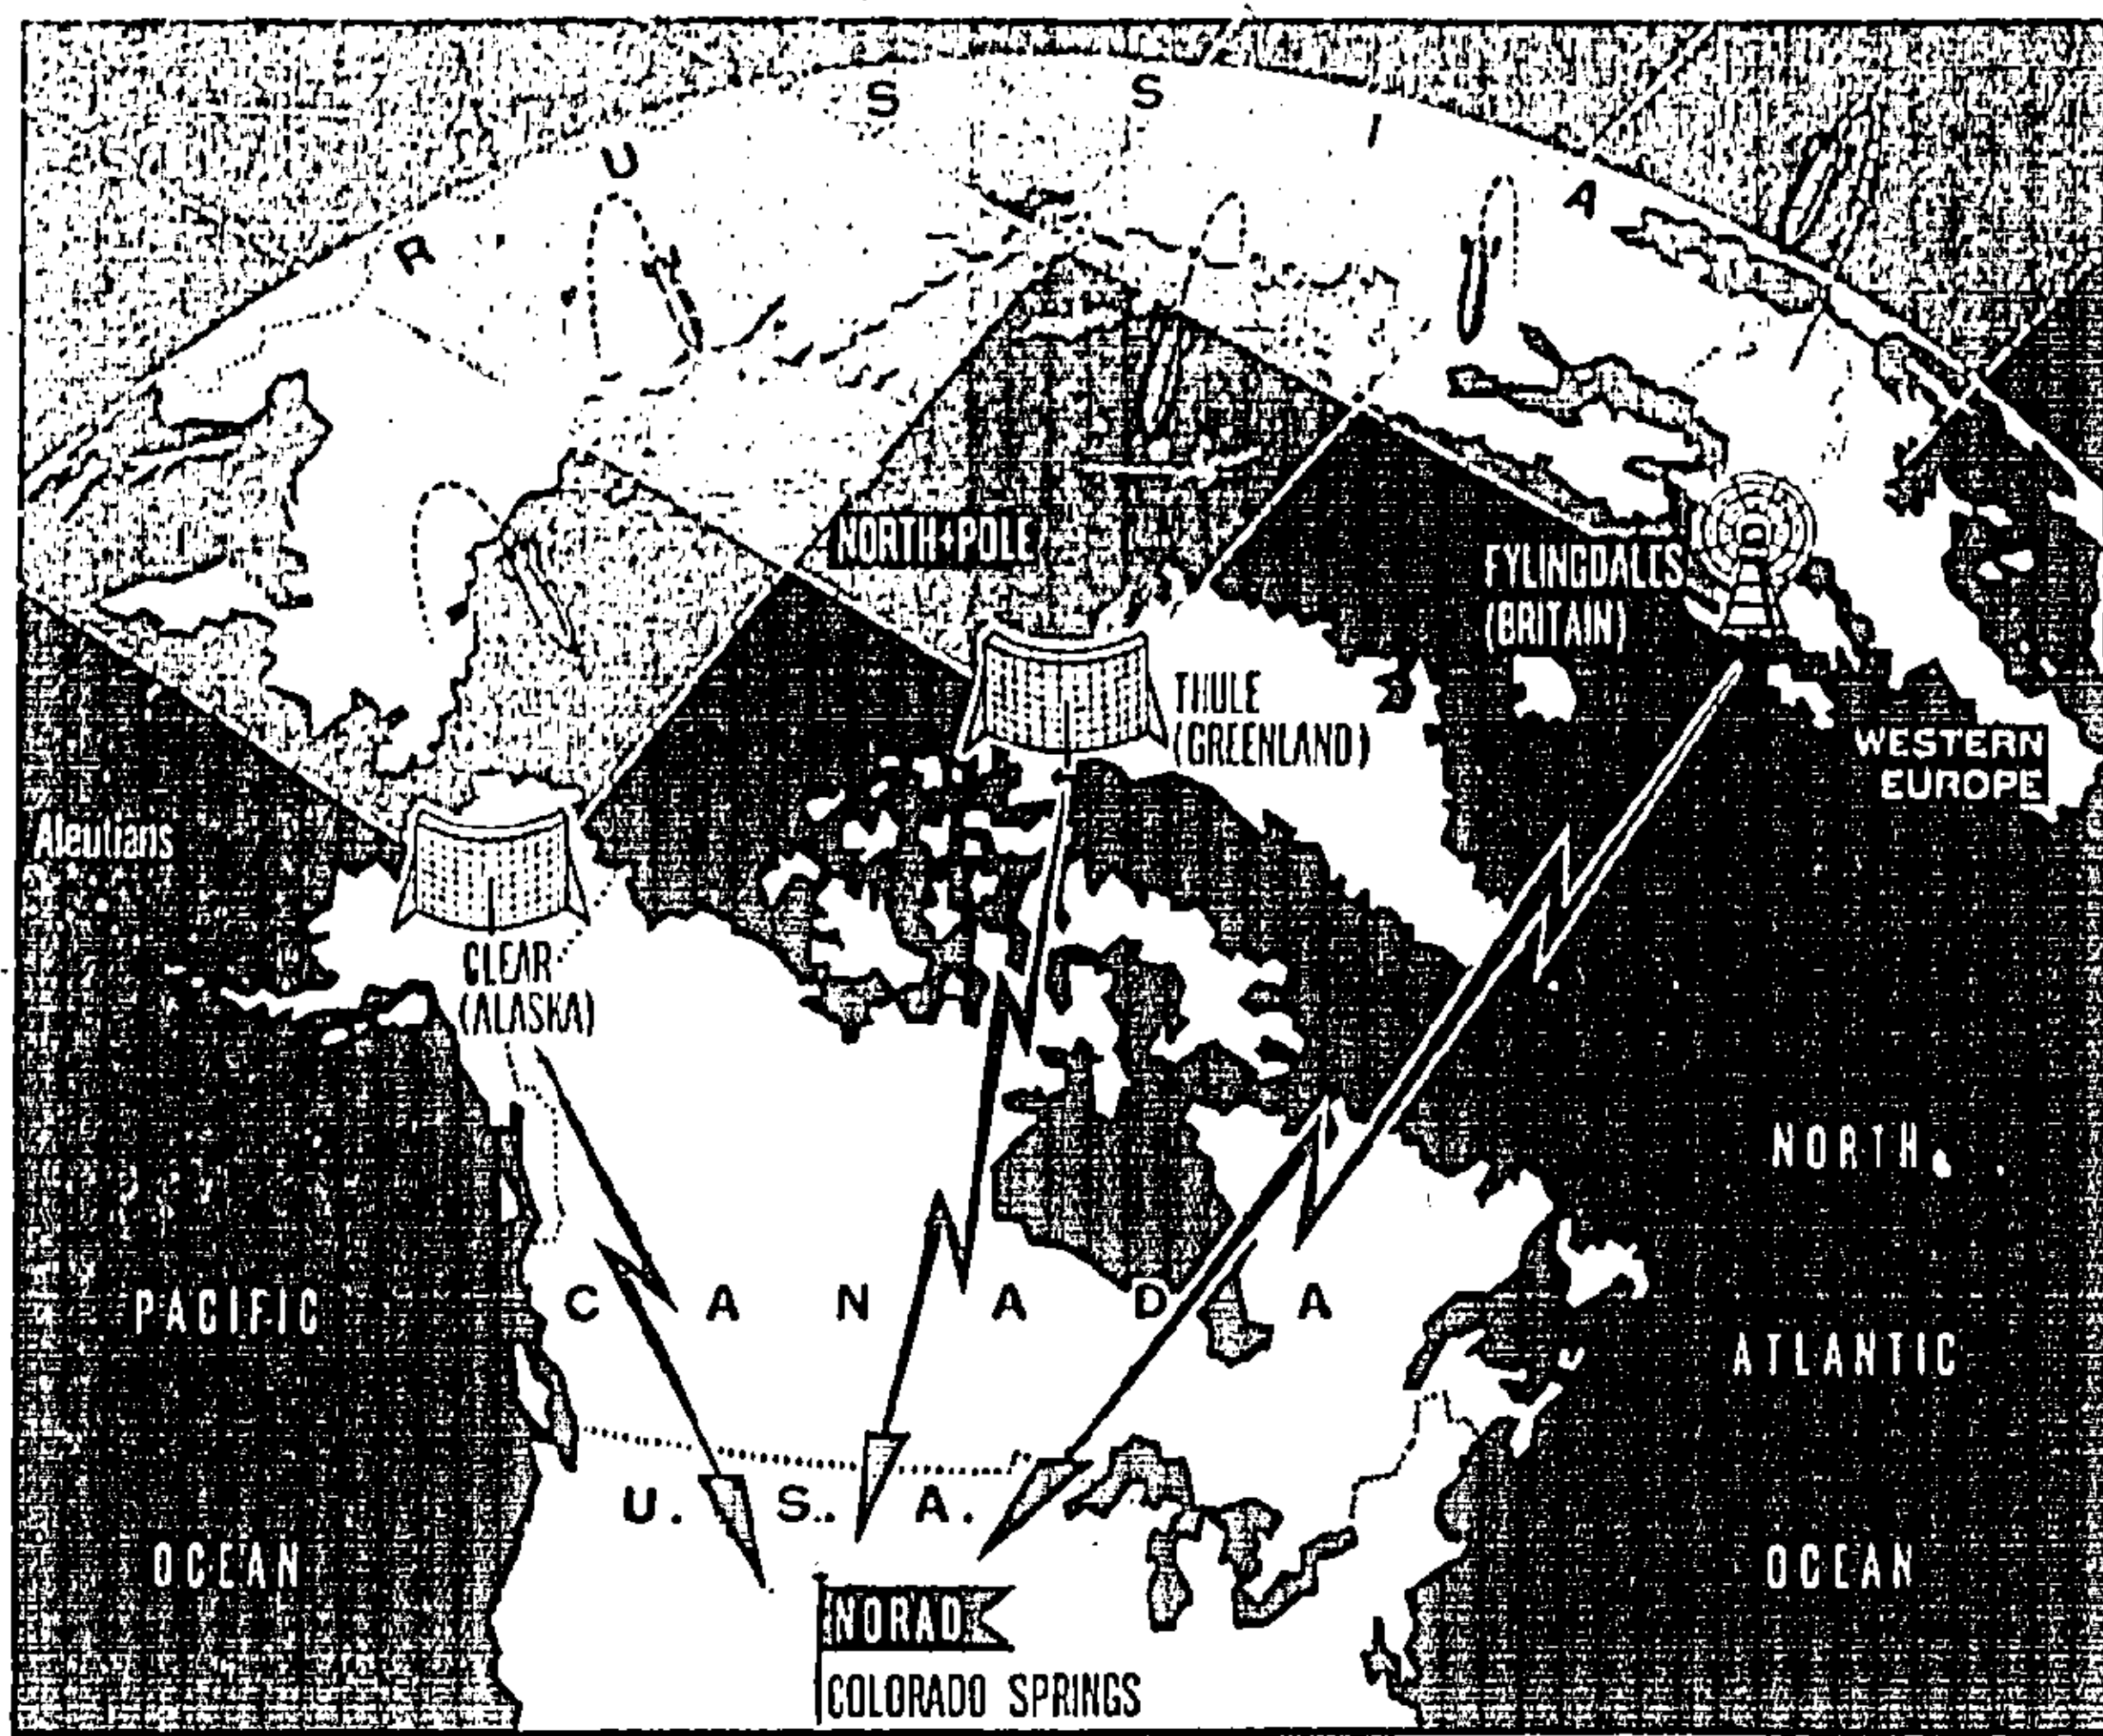 R U S S I A
NORTH+POLE
FYLINGDALES
(BRITAIN)
THULE
(GREENLAND)
WESTERN
EUROPE
Aleutians
CLEAR
(ALASKA)
NORTH
ATLANTIC
OCEAN
PACIFIC
OCEAN
C A N A D A
U. S. A.
NORAD
COLORADO SPRINGS